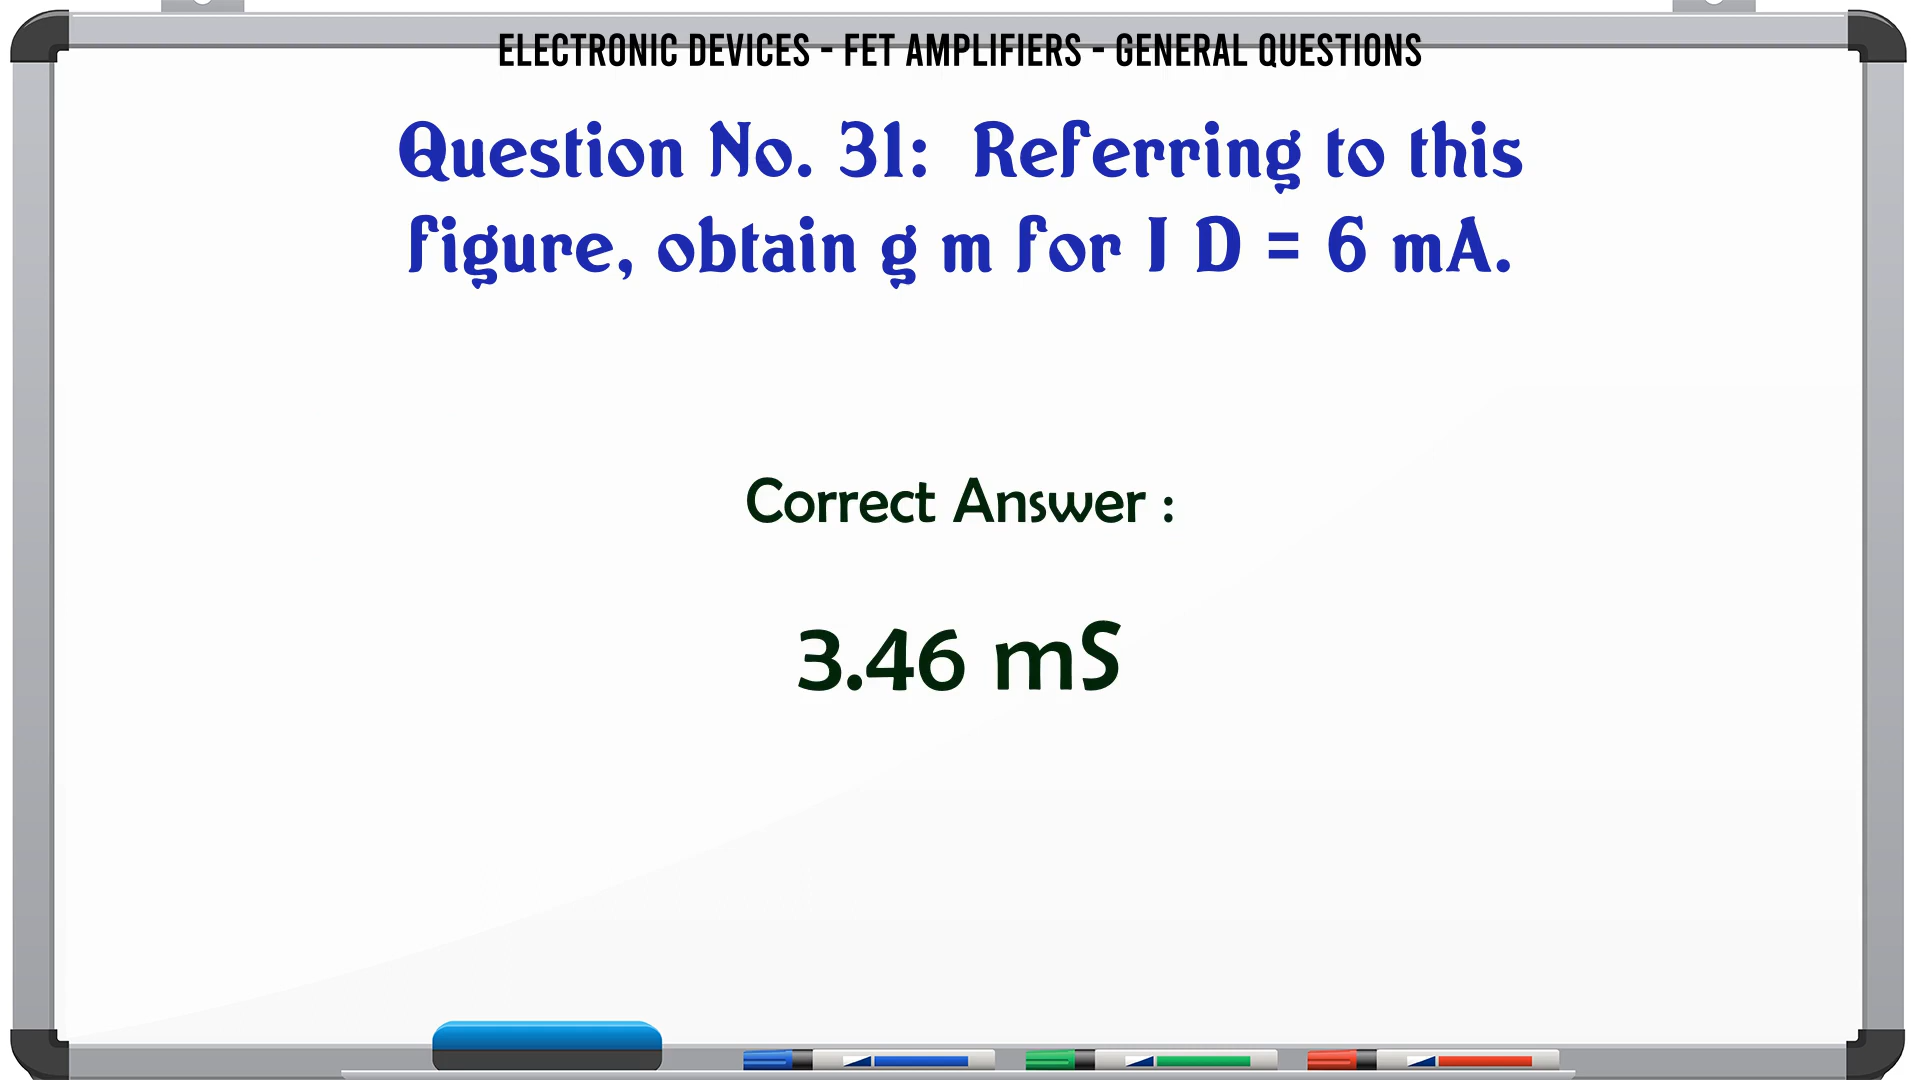 ELECTRONIC DEVICES - FET AMPLIFIERS - GENERAL QUESTIONS
Question No. 31: Referring to this
figure, obtain g m for I D = 6 mA.
Correct Answer :
3.46 mS